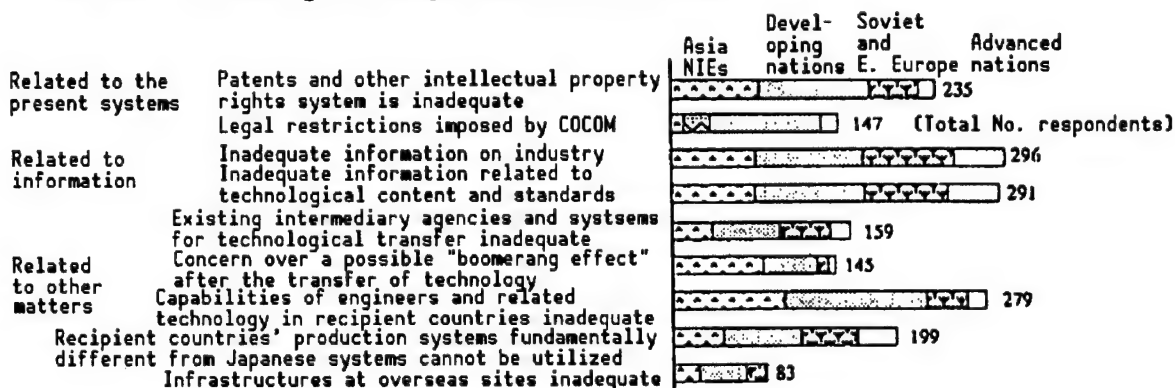 Asia NIEs
Devel-oping nations
Soviet and E. Europe
Advanced nations
Related to the present systems
Patents and other intellectual property
rights system is inadequate
235
Legal restrictions imposed by COCOM
147 (Total No. respondents)
Related to information
Inadequate information on industry
296
Inadequate information related to
technological content and standards
291
Existing intermediary agencies and systsems
for technological transfer inadequate
159
Related to other matters
Concern over a possible "boomerang effect"
after the transfer of technology
145
Capabilities of engineers and related
technology in recipient countries inadequate
279
Recipient countries' production systems fundamentally
different from Japanese systems cannot be utilized
199
Infrastructures at overseas sites inadequate
83